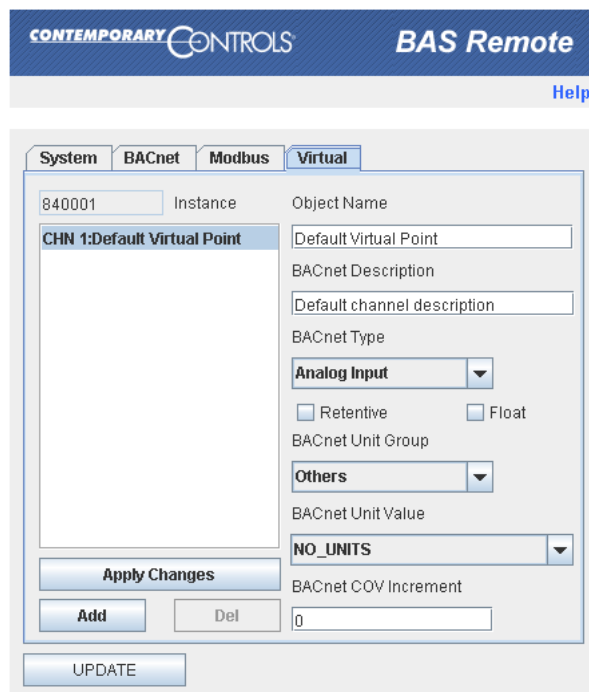 CONTEMPORARY CONTROLS® BAS Remote
Help
System BACnet Modbus Virtual
840001 Instance
CHN 1:Default Virtual Point
Apply Changes
Add Del
Object Name
Default Virtual Point
BACnet Description
Default channel description
BACnet Type
Analog Input
Retentive Float
BACnet Unit Group
Others
BACnet Unit Value
NO_UNITS
BACnet COV Increment
0
UPDATE